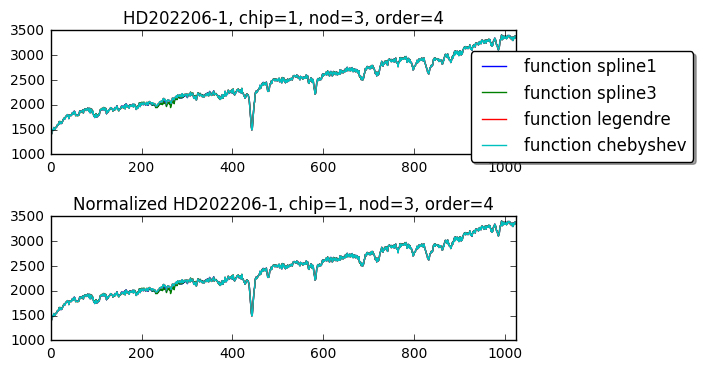 HD202206-1, chip=1, nod=3, order=4
3500
3000
2500
2000
1500
1000
0 200 400 600 800 1000
function spline1
function spline3
function legendre
function chebyshev
Normalized HD202206-1, chip=1, nod=3, order=4
3500
3000
2500
2000
1500
1000
0 200 400 600 800 1000